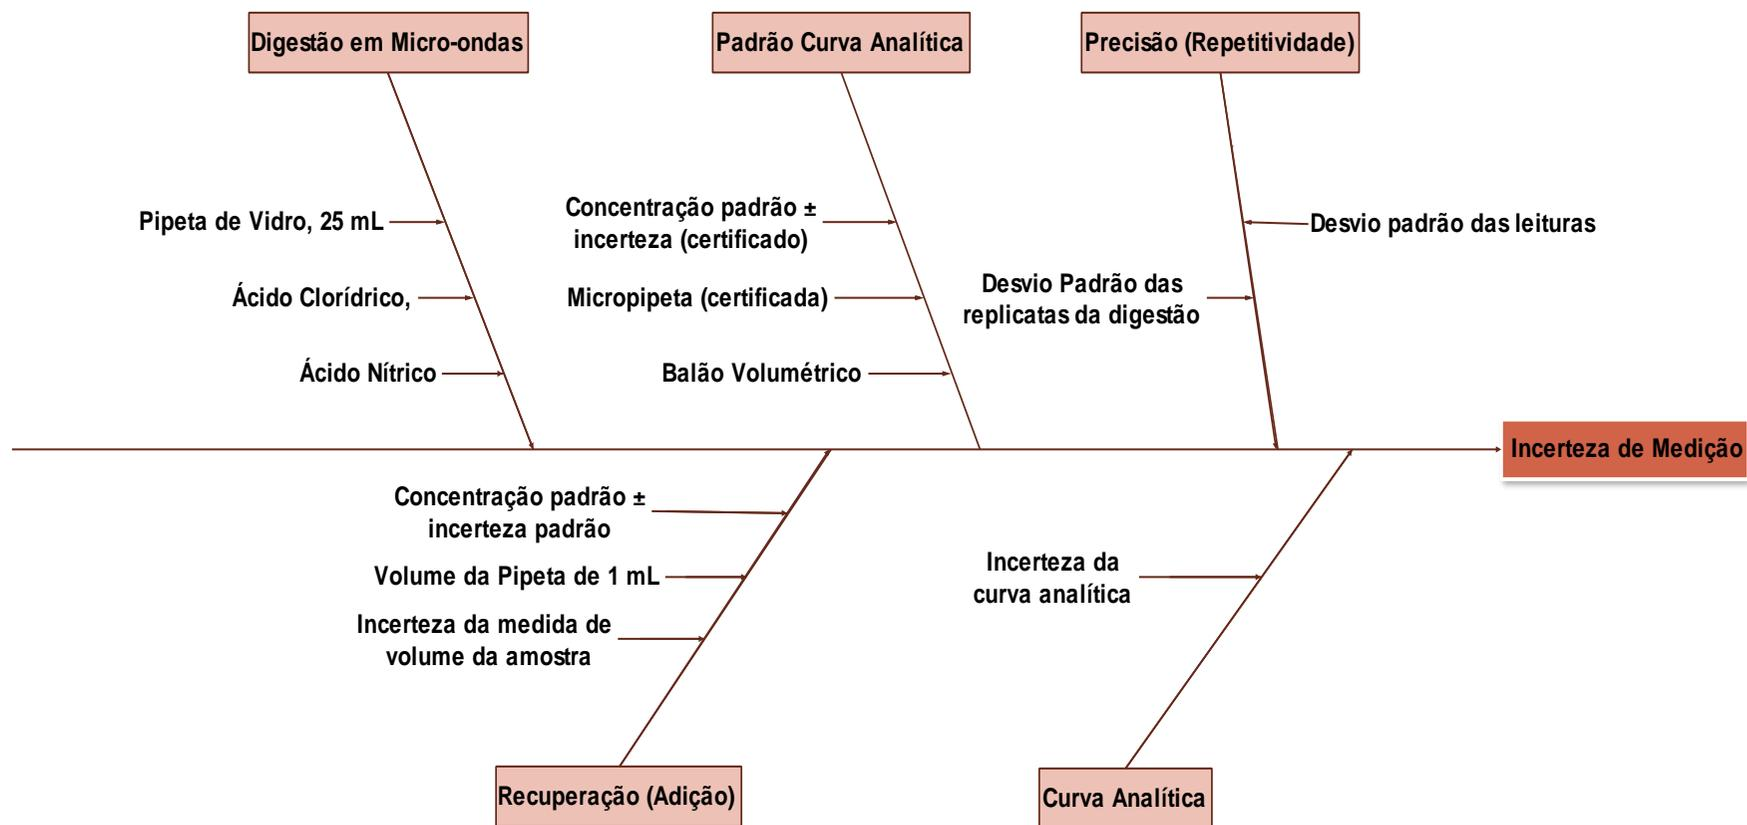 Digestão em Micro-ondas
Padrão Curva Analítica
Precisão (Repetitividade)
Pipeta de Vidro, 25 mL
Ácido Clorídrico,
Ácido Nítrico
Concentração padrão ±
incerteza (certificado)
Micropipeta (certificada)
Balão Volumétrico
Desvio padrão das leituras
Desvio Padrão das
replicatas da digestão
Incerteza de Medição
Concentração padrão ±
incerteza padrão
Volume da Pipeta de 1 mL
Incerteza da medida de
volume da amostra
Incerteza da
curva analítica
Recuperação (Adição)
Curva Analítica